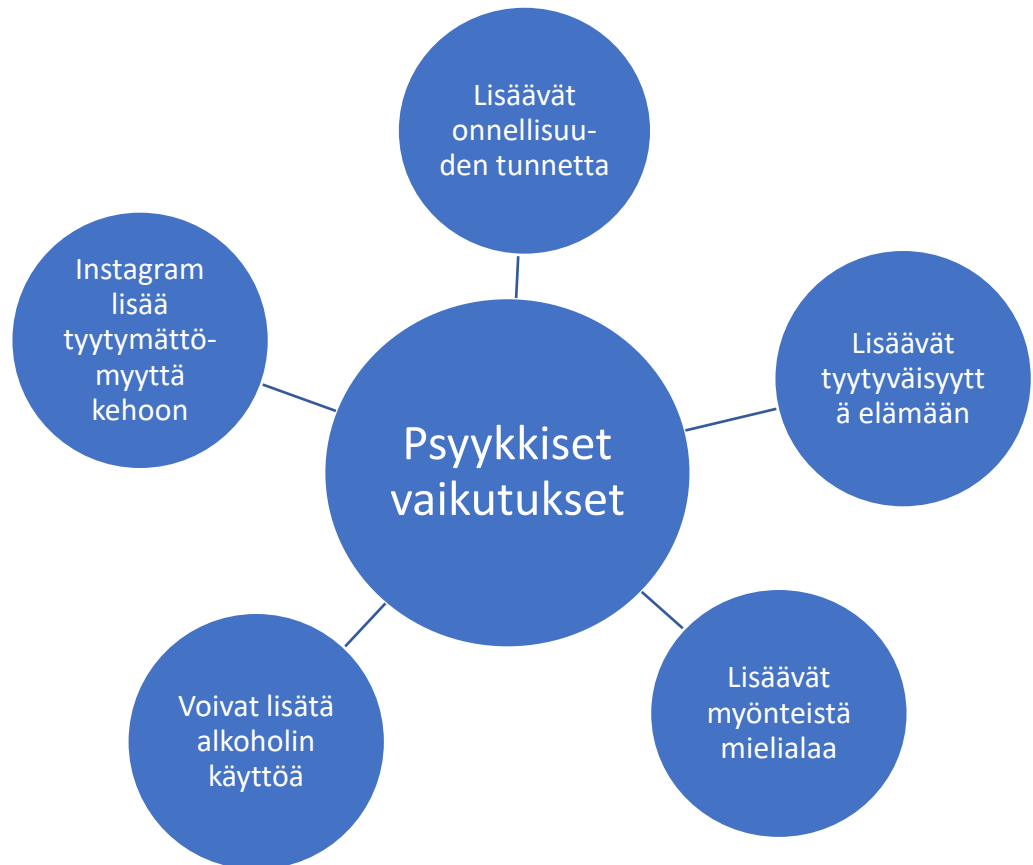 Lisäävät
onnellisuu-
den tunnetta
Instagram
lisää
tyytymättö-
myyttä
kehoon
Lisäävät
tyytyväisyytt
ä elämään
Psyykkiset
vaikutukset
Voivat lisätä
alkoholin
käyttöä
Lisäävät
myönteistä
mielialaa